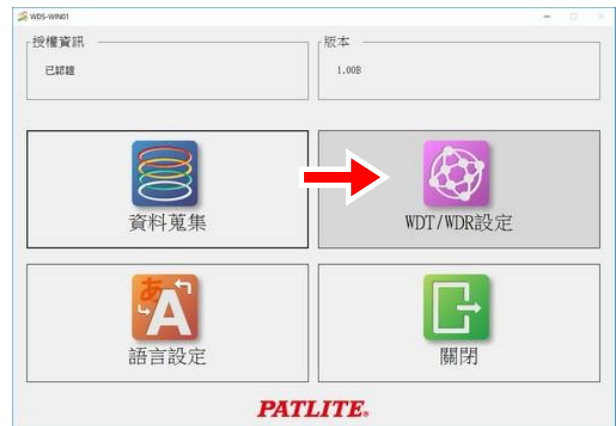 WDS-WIN01
授權資訊
版本
已認證
1.00B
資料蒐集
WDT/WDR設定
あ
A
語言設定
關閉
PATLITE®